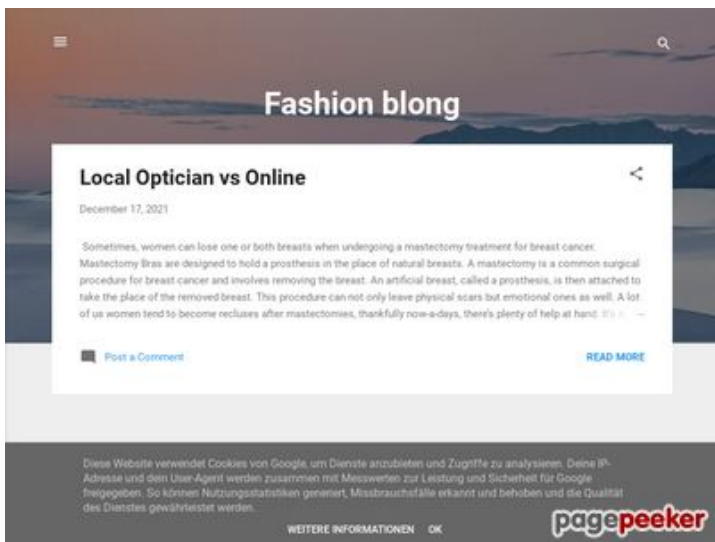 Fashion blong
Local Optician vs Online
December 17, 2021
Sometimes, women can lose one or both breasts when undergoing a mastectomy treatment for breast cancer.
Mastectomy Bras are designed to hold a prosthesis in the place of natural breasts. A mastectomy is a common surgical
procedure for breast cancer and involves removing the breast. An artificial breast, called a prosthesis, is then attached to
take the place of the removed breast. This procedure can not only leave physical scars but emotional ones as well. A lot
of us women tend to become recluses after mastectomies, thankfully now-a-days, there's plenty of help at hand. It's
Post a Comment
READ MORE
Diese Website verwendet Cookies von Google, um Dienste anzubieten und Zugriffe zu analysieren. Deine IP-
Adresse und dein User-Agent werden zusammen mit Messwerten zur Leistung und Sicherheit für Google
freigegeben. So können Nutzungsstatistiken generiert, Missbrauchsfälle erkannt und behoben und die Qualität
des Dienstes gewährleistet werden.
WEITERE INFORMATIONEN OK
pagepeeker